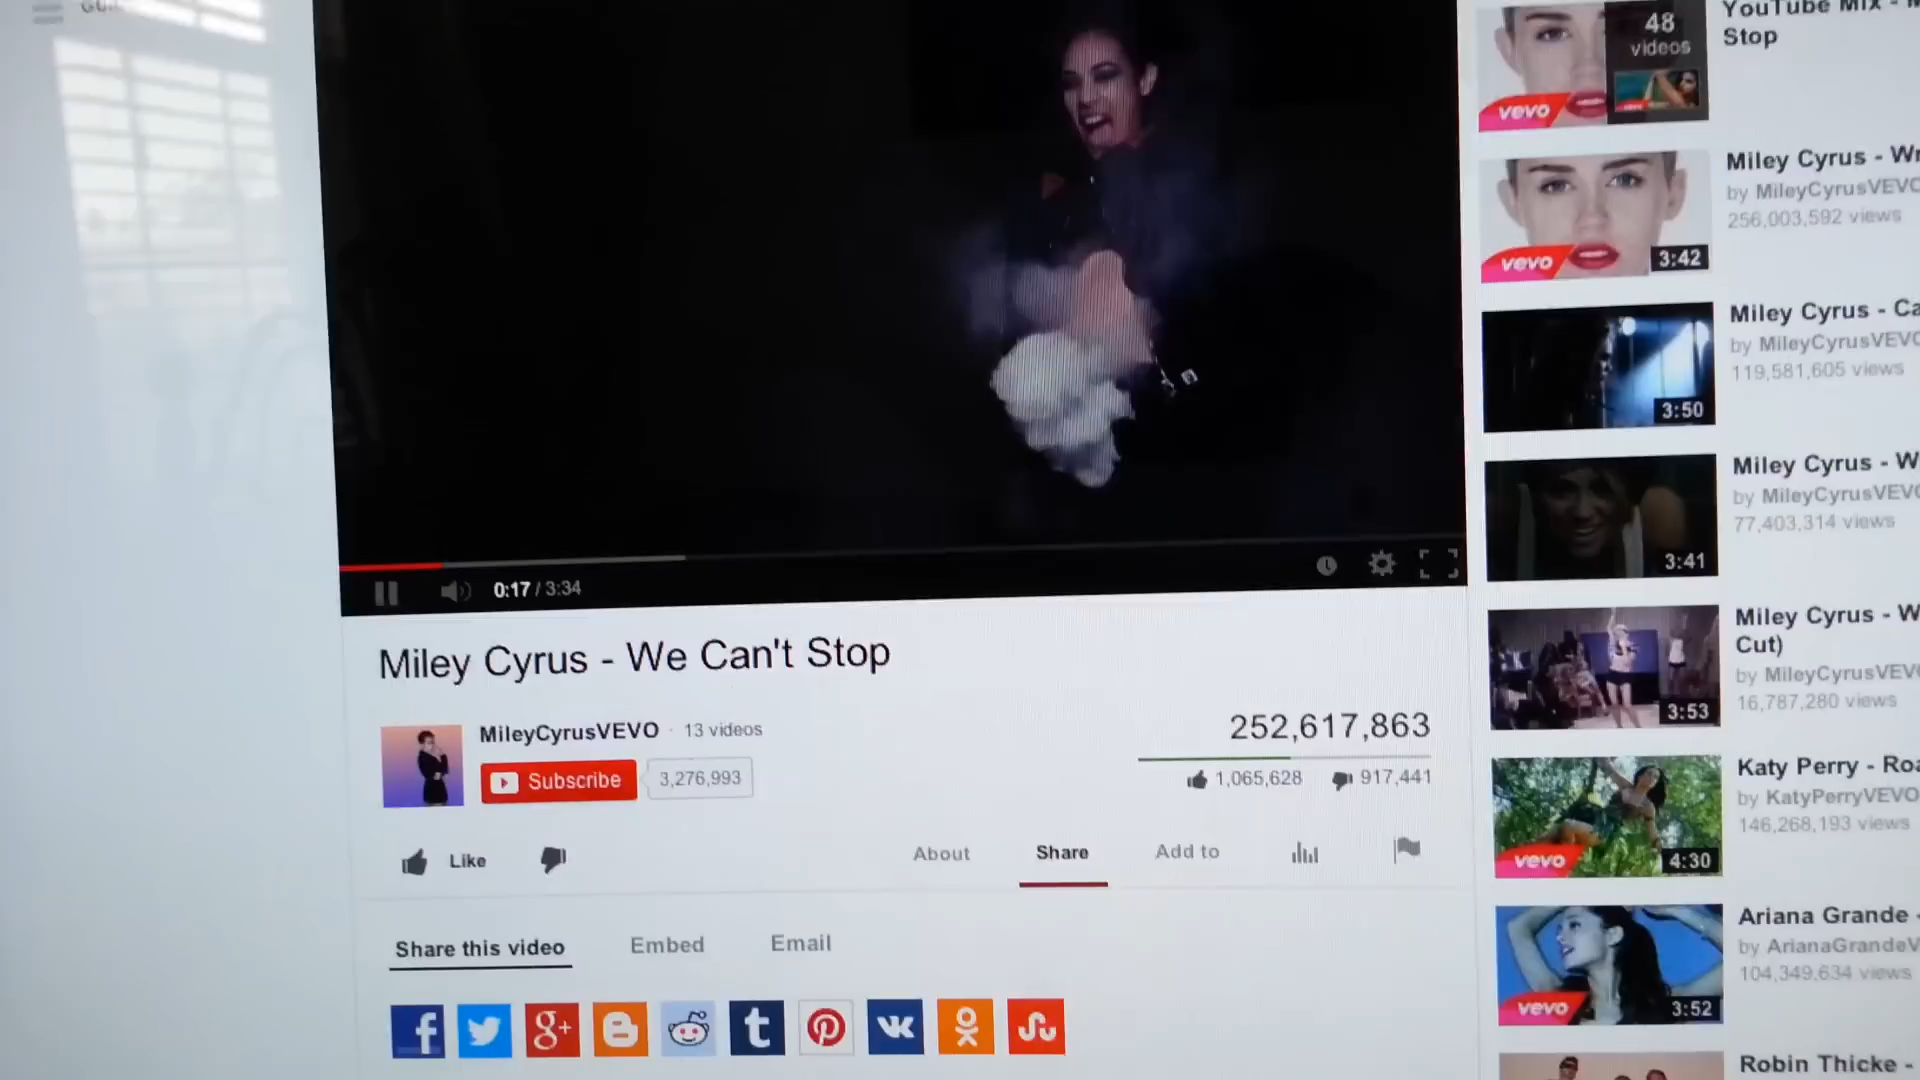 48
videos
YouTube Mix -
Stop
vevo
Miley Cyrus -
by MileyCyrusVEVO
256,003,592 views
vevo
3:42
Miley Cyrus -
by MileyCyrusVEVO
119,581,605 views
3:50
Miley Cyrus -
by MileyCyrusVEVO
77,403,314 views
3:41
Miley Cyrus -
Cut)
by MileyCyrusVEVO
16,787,280 views
3:53
Katy Perry -
by KatyPerryVEVO
146,268,193 views
vevo
4:30
Ariana Grande -
by ArianaGrandeV
104,349,634 views
vevo
3:52
Robin Thicke -
0:17 / 3:34
Miley Cyrus - We Can't Stop
MileyCyrusVEVO · 13 videos
Subscribe 3,276,993
252,617,863
1,065,628 917,441
Like
About Share Add to
Share this video Embed Email
f g+ B t vk